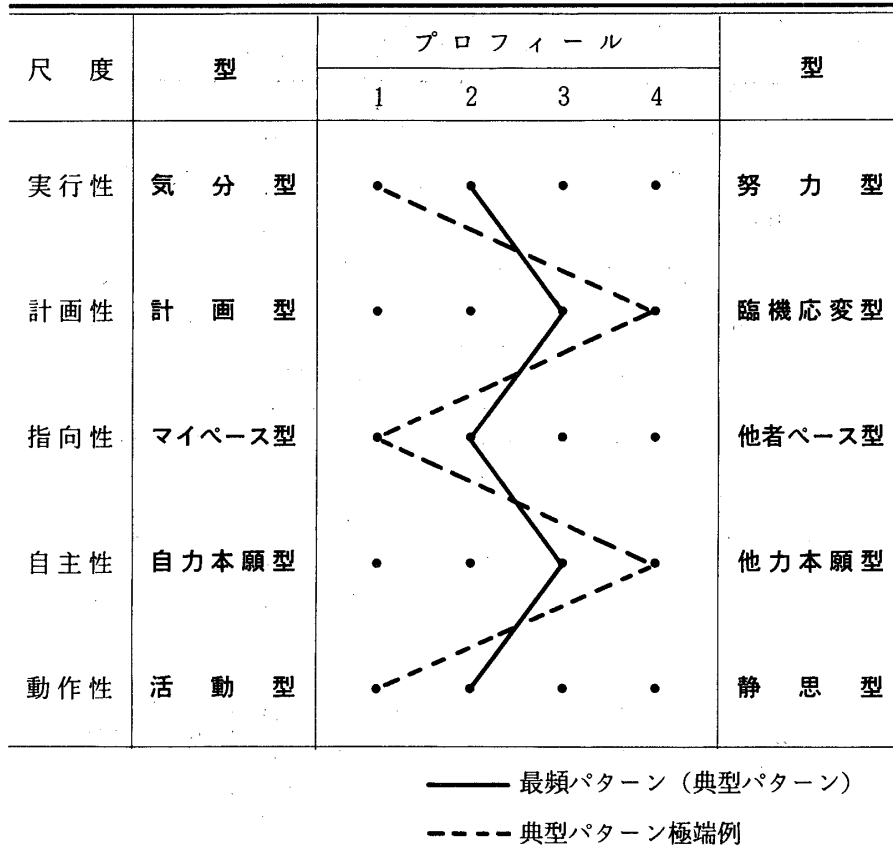 尺度 型 プロフィール 型
1 2 3 4
実行性 気分型 努力型
計画性 計画型 臨機応変型
指向性 マイペース型 他者ペース型
自主性 自力本願型 他力本願型
動作性 活動型 静思型
最頻パターン（典型パターン）
典型パターン極端例